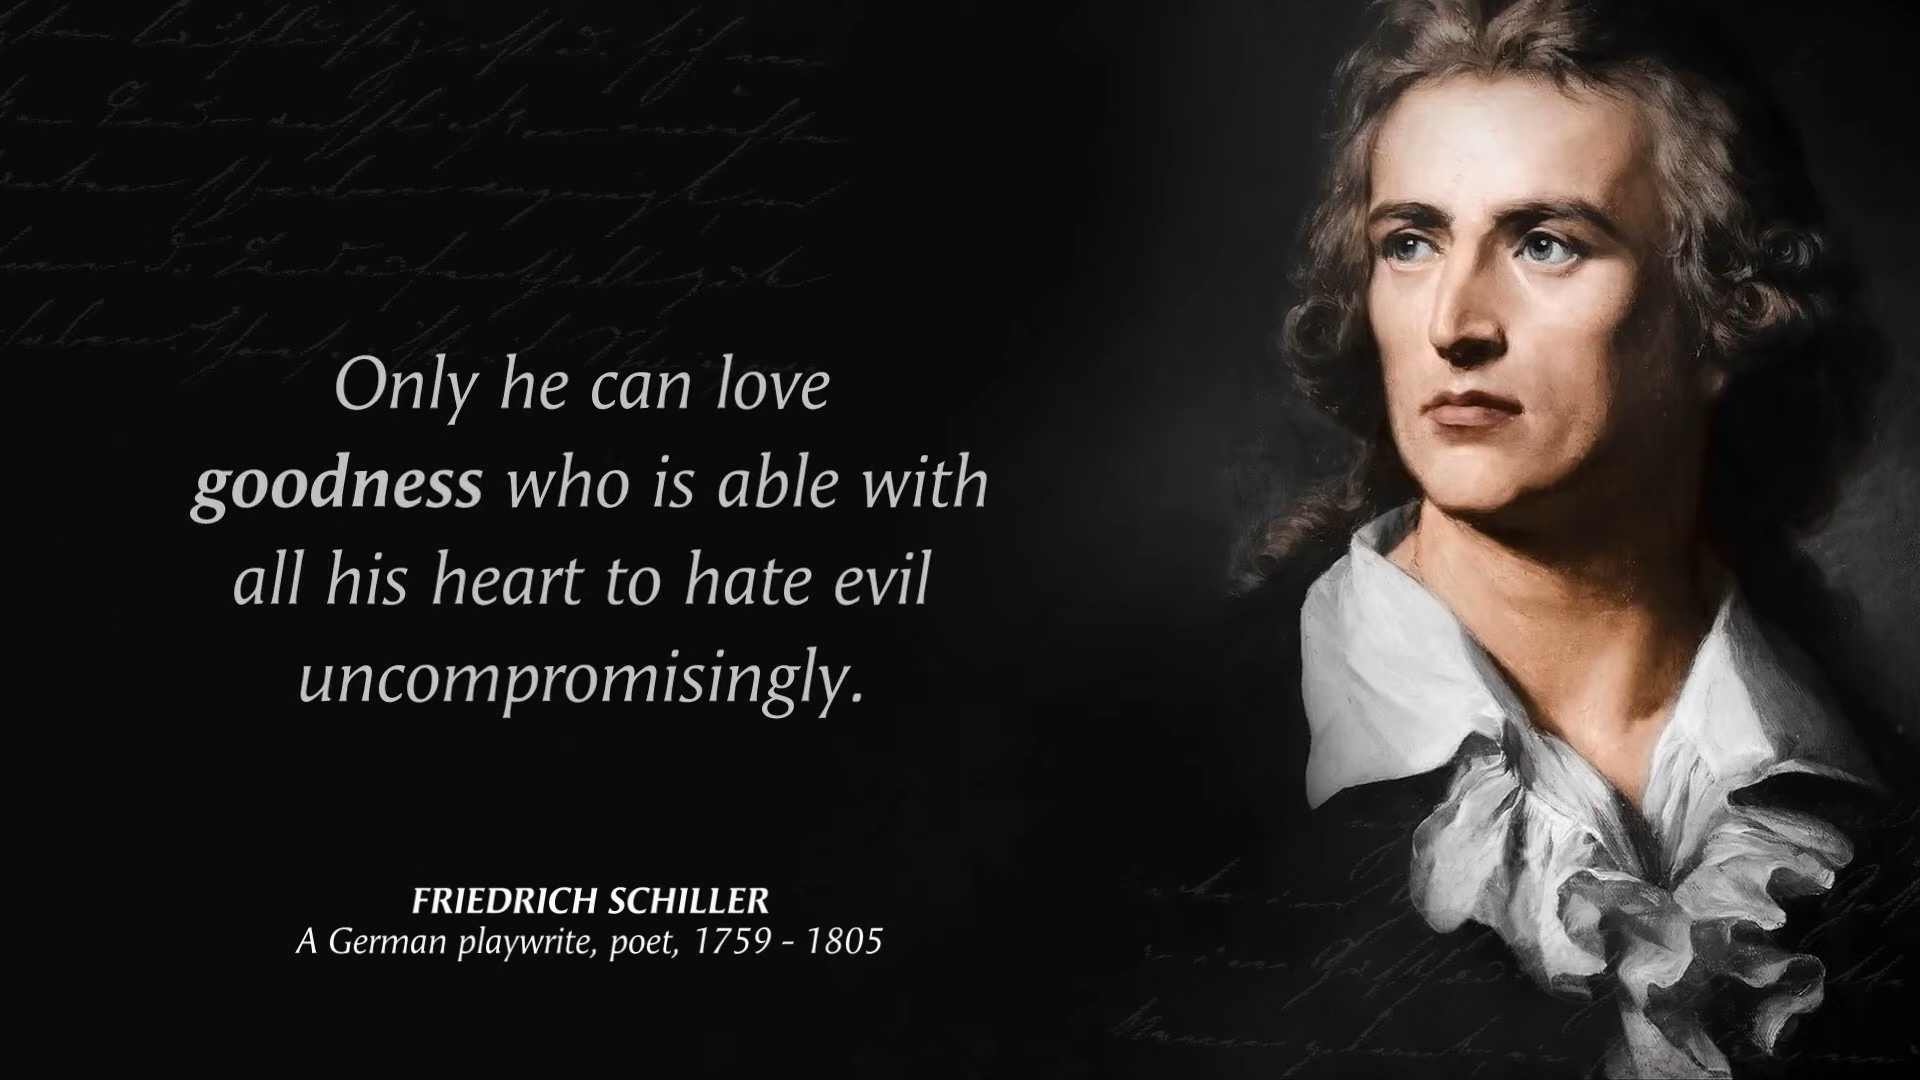 Only he can love
goodness who is able with
all his heart to hate evil
uncompromisingly.
FRIEDRICH SCHILLER
A German playwrite, poet, 1759 - 1805